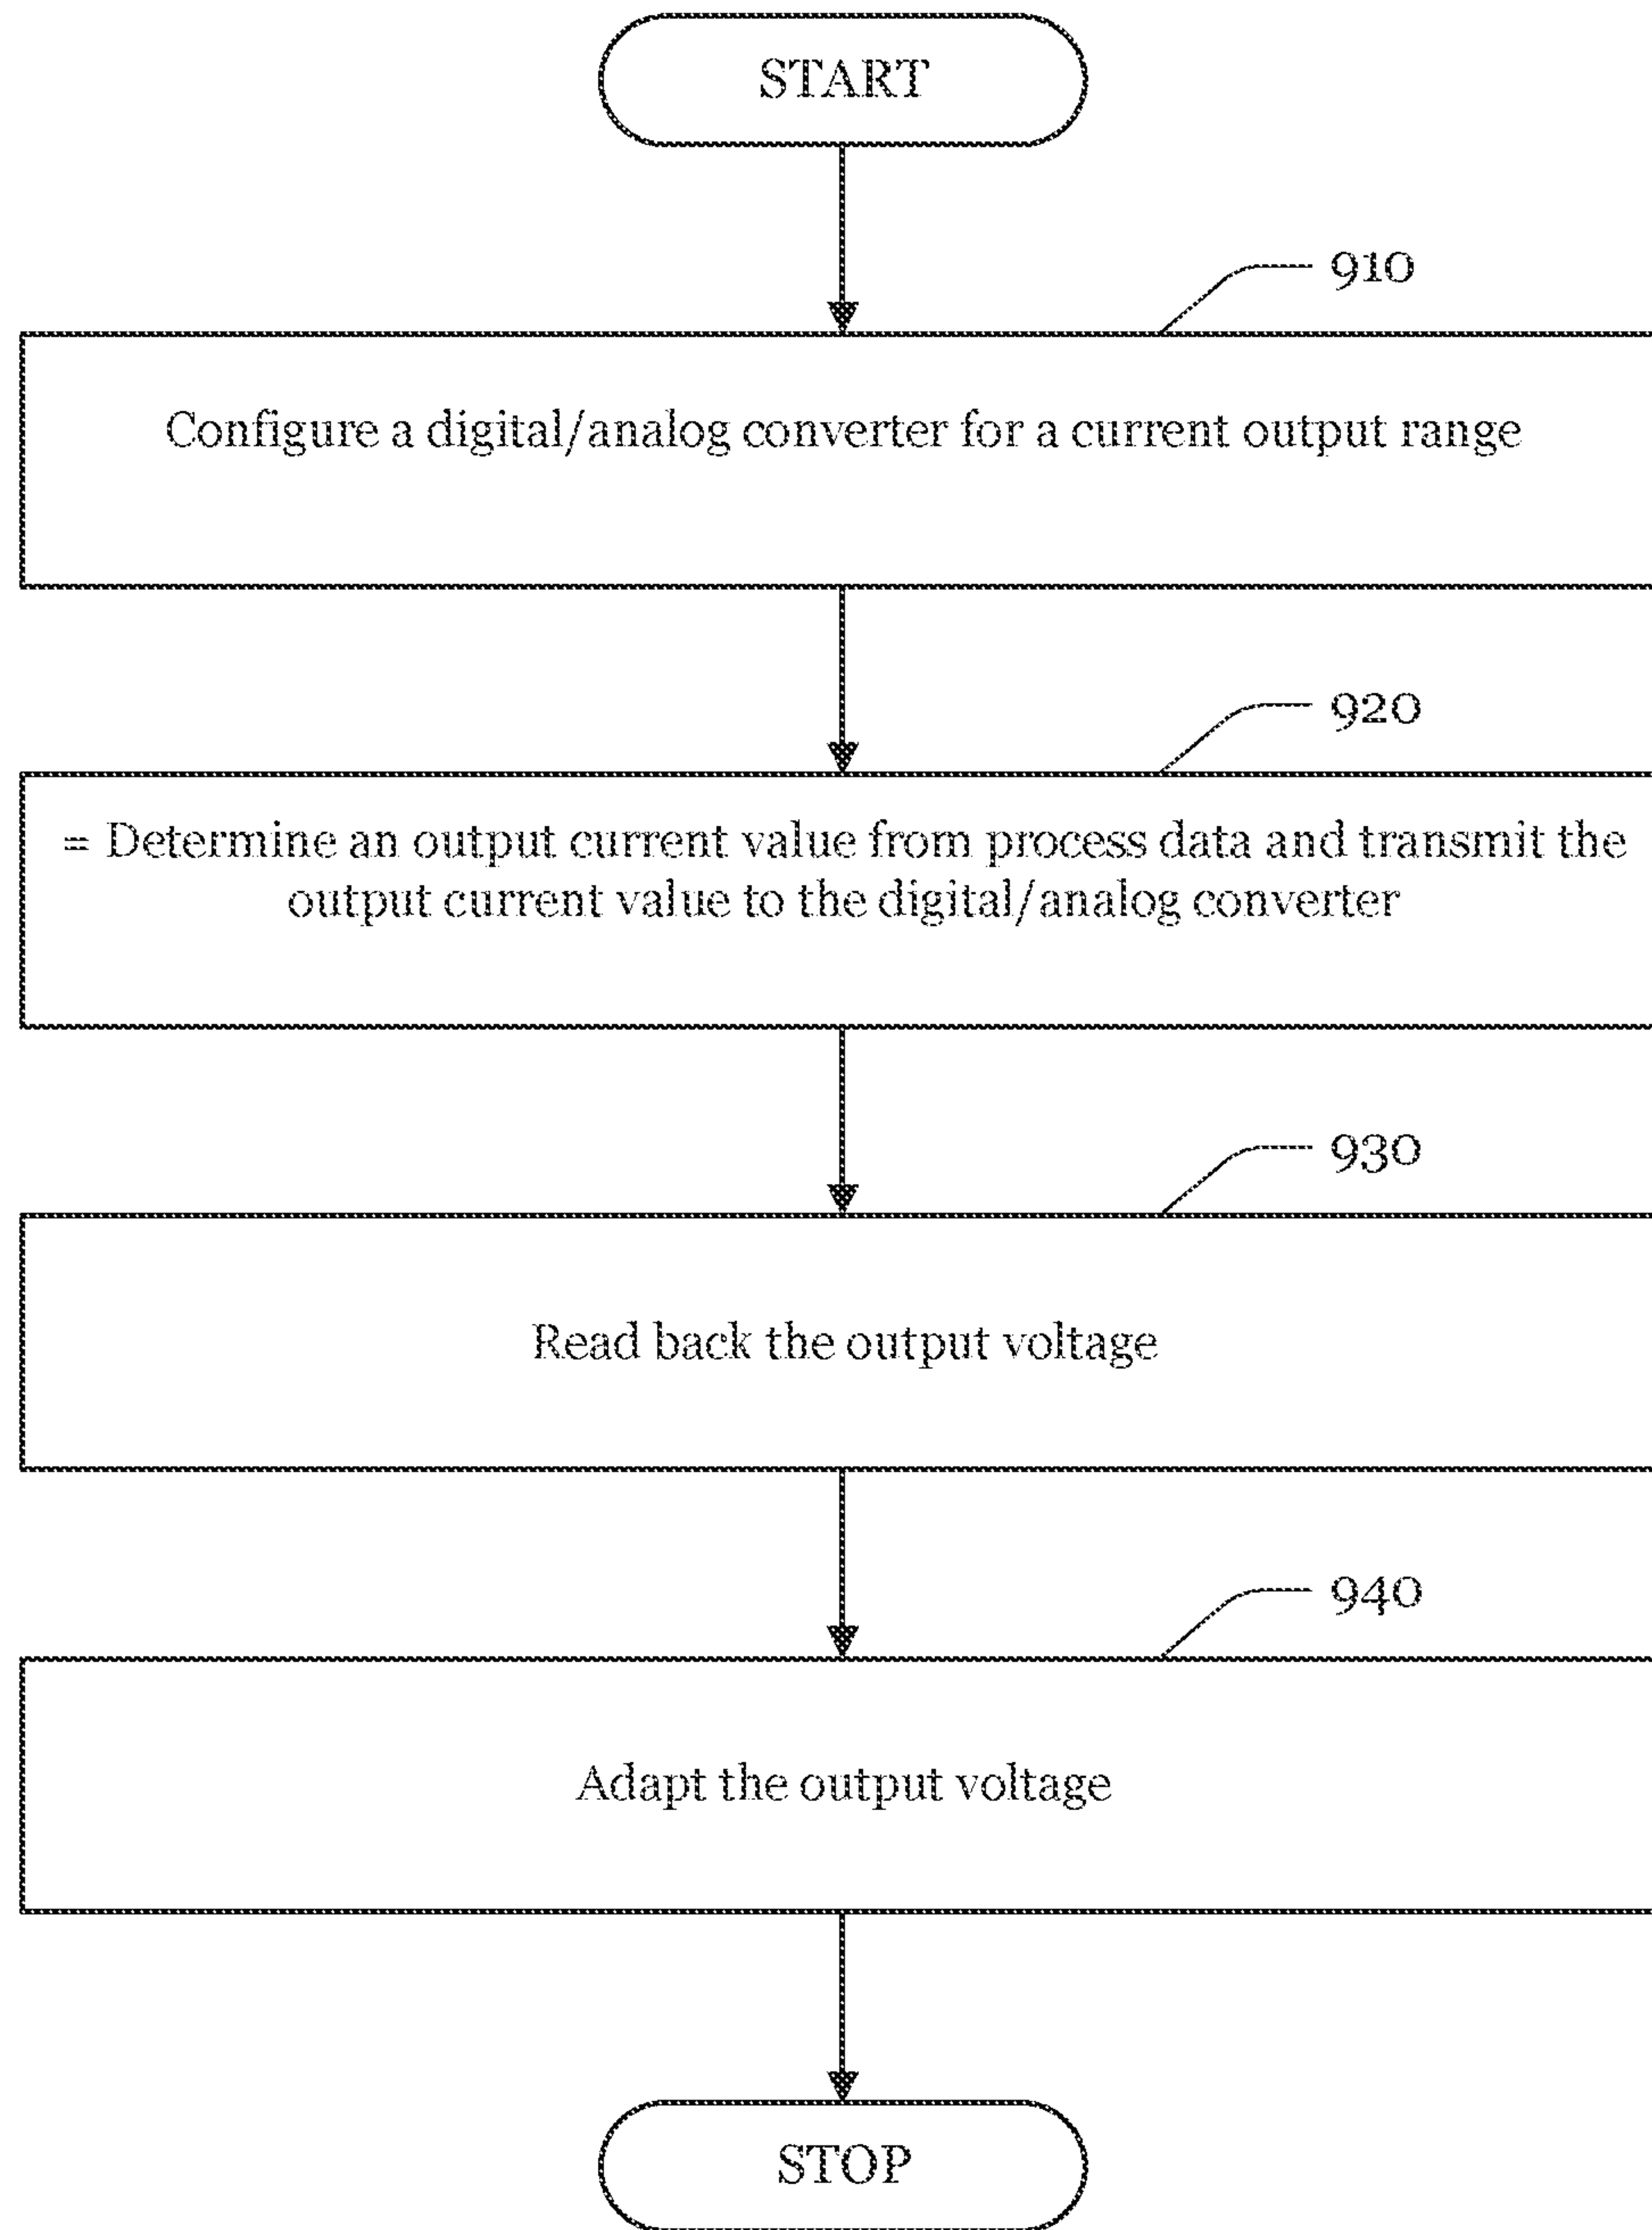 START
910
Configure a digital/analog converter for a current output range
920
= Determine an output current value from process data and transmit the
output current value to the digital/analog converter
930
Read back the output voltage
940
Adapt the output voltage
STOP